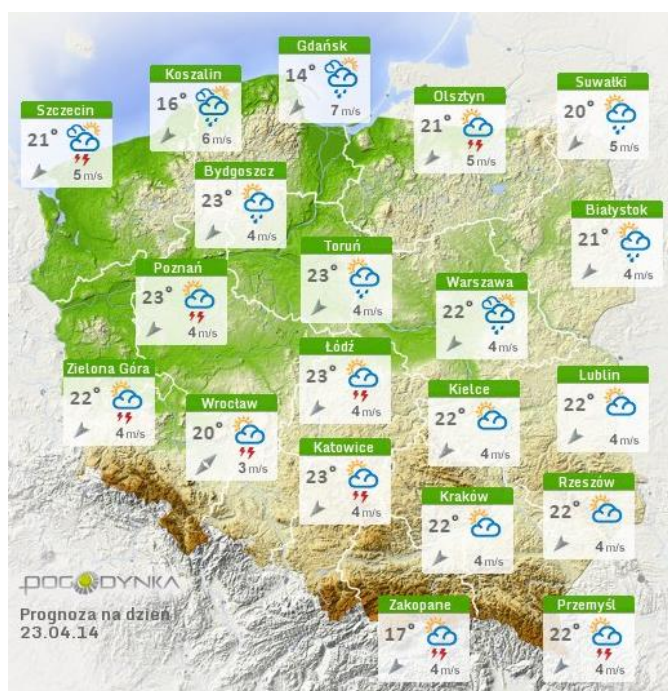 Gdańsk
14°
7 m/s
Koszalin
16°
6 m/s
Szczecin
21°
5 m/s
Olsztyn
21°
5 m/s
Suwałki
20°
5 m/s
Bydgoszcz
23°
4 m/s
Białystok
21°
4 m/s
Toruń
23°
4 m/s
Poznań
23°
4 m/s
Warszawa
22°
4 m/s
Łódź
23°
4 m/s
Zielona Góra
22°
4 m/s
Wrocław
20°
3 m/s
Kielce
22°
4 m/s
Lublin
22°
4 m/s
Katowice
23°
4 m/s
Kraków
22°
4 m/s
Rzeszów
22°
4 m/s
POGODYNKA
Prognoza na dzień
23.04.14
Zakopane
17°
4 m/s
Przemyśl
22°
4 m/s